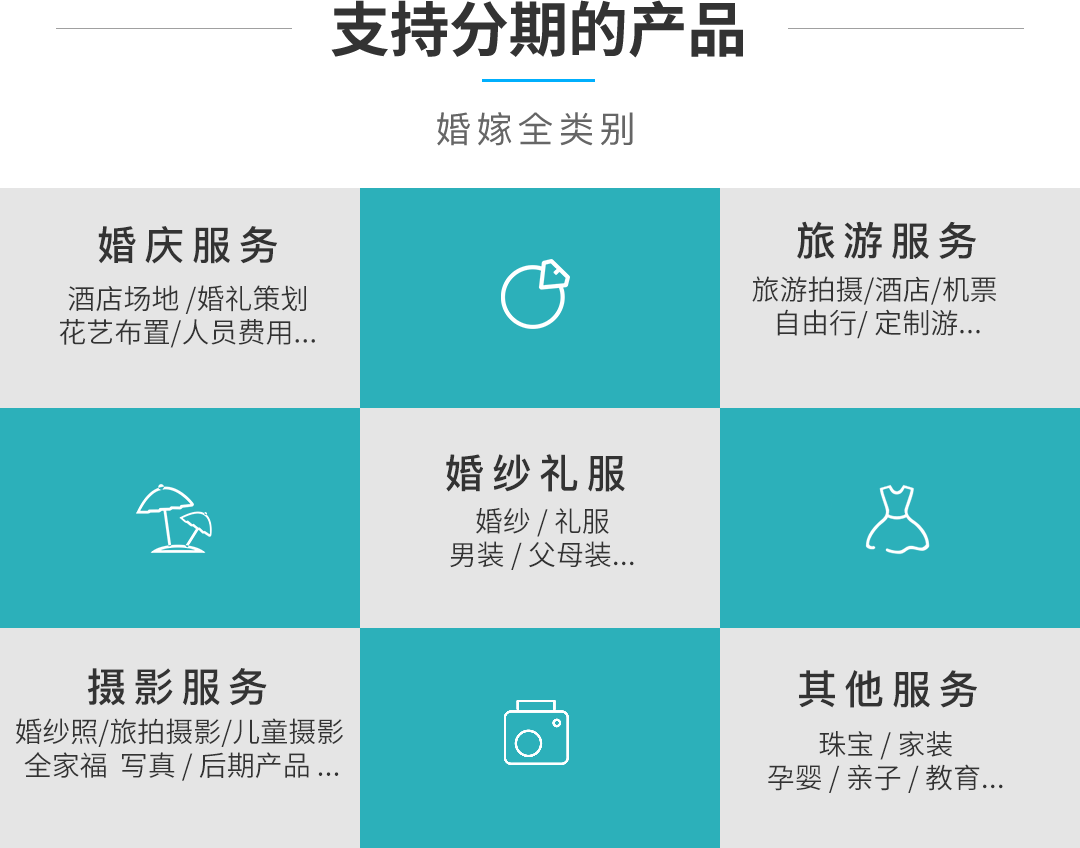 支持分期的产品
婚嫁全类别
婚庆服务
酒店场地 /婚礼策划
花艺布置/人员费用...
旅游服务
旅游拍摄/酒店/机票
自由行/ 定制游...
婚纱礼服
婚纱 / 礼服
男装 / 父母装...
摄影服务
婚纱照/旅拍摄影/儿童摄影
全家福 写真 / 后期产品 ...
其他服务
珠宝 / 家装
孕婴 / 亲子 / 教育...